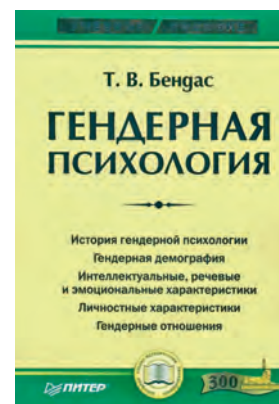 Т. В. Бендас
ГЕНДЕРНАЯ
ПСИХОЛОГИЯ
История гендерной психологии
Гендерная демография
Интеллектуальные, речевые
и эмоциональные характеристики
Личностные характеристики
Гендерные отношения
ПИТЕР
300